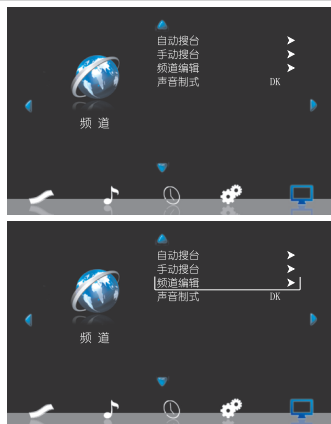 自动搜台
手动搜台
频道编辑
声音制式 DK
频 道
自动搜台
手动搜台
频道编辑
声音制式 DK
频 道